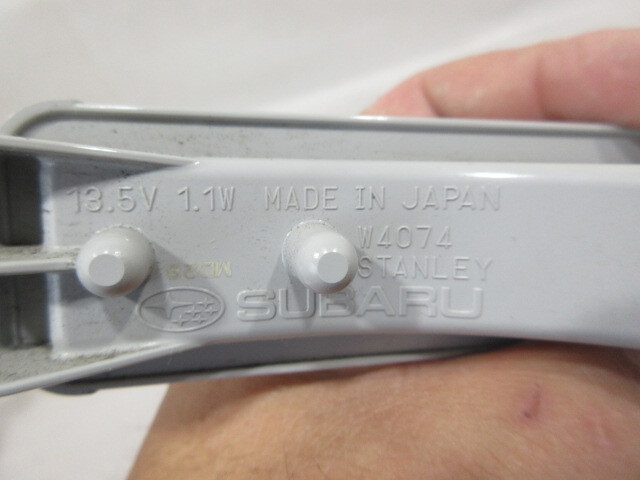 13.5V 1.1W MADE IN JAPAN
W4074
STANLEY
SUBARU